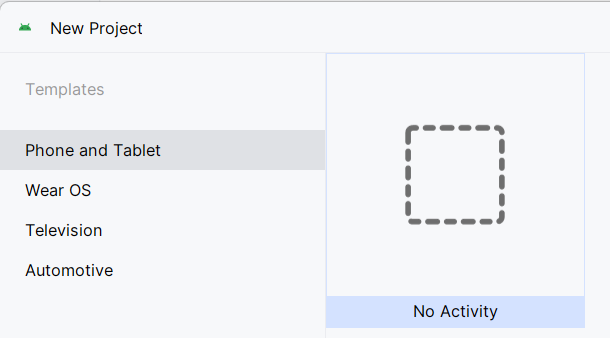 New Project
Templates
Phone and Tablet
Wear OS
Television
Automotive
No Activity